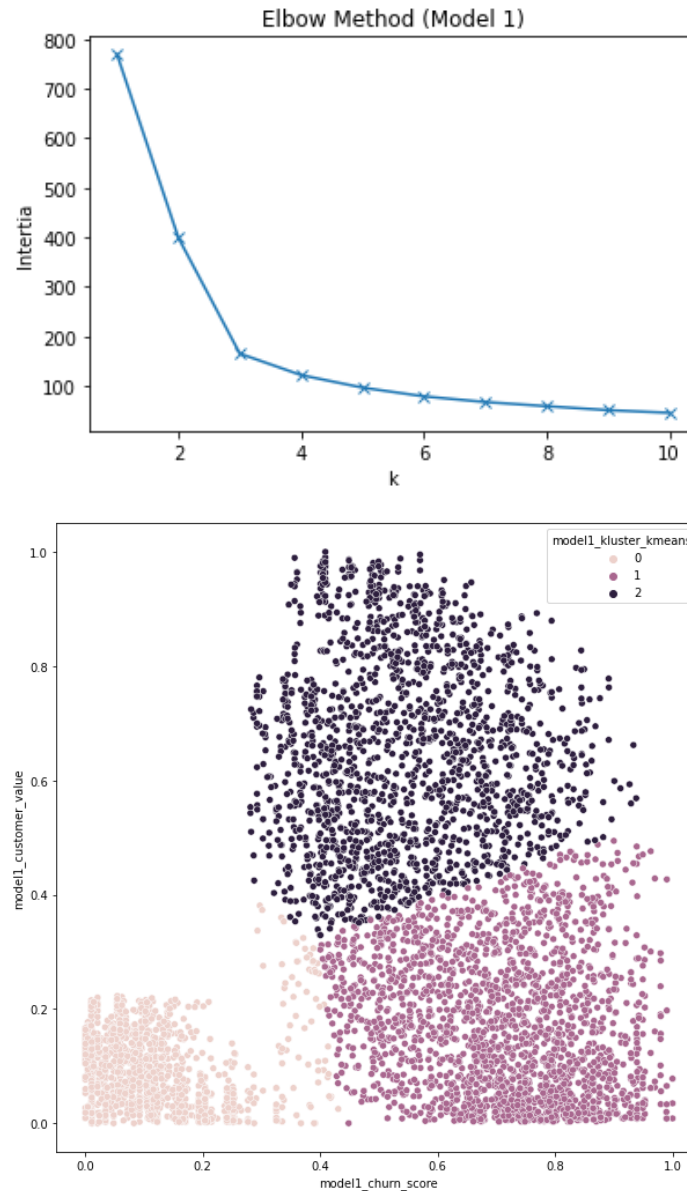 Elbow Method (Model 1)
800
700
600
500
400
300
200
100
Intertia
2 4 6 8 10
k
model1_kluster_kmeans
0
1
2
1.0
0.8
0.6
0.4
0.2
0.0
model1_customer_value
0.0 0.2 0.4 0.6 0.8 1.0
model1_churn_score